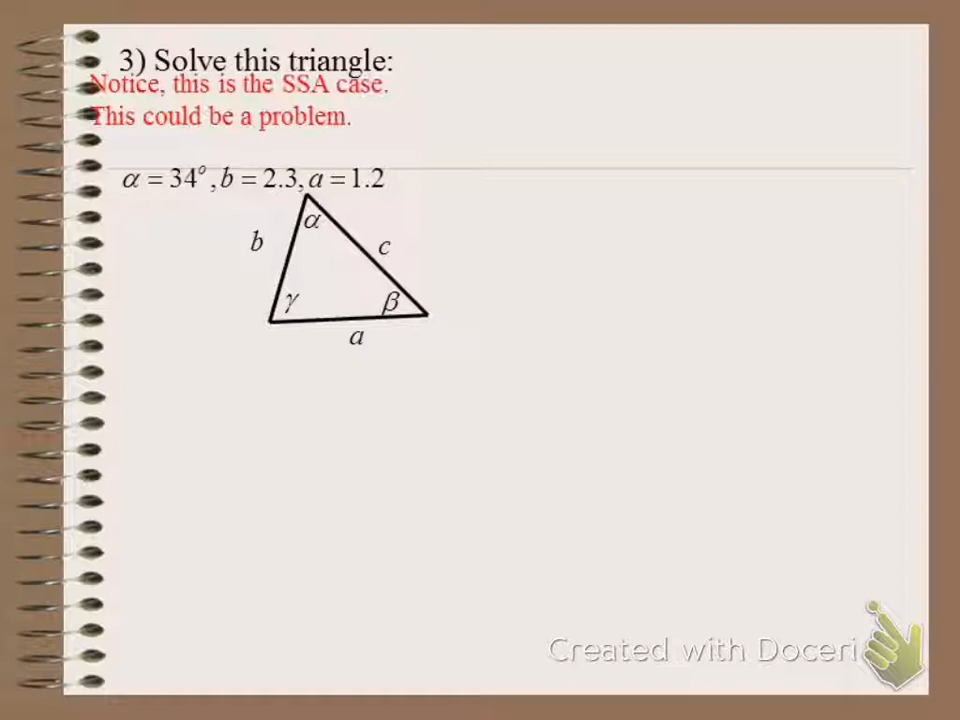 3) Solve this triangle:
Notice, this is the SSA case.
This could be a problem.
α = 34°, b = 2.3, a = 1.2
α
b
c
γ
β
a
Created with Doceri